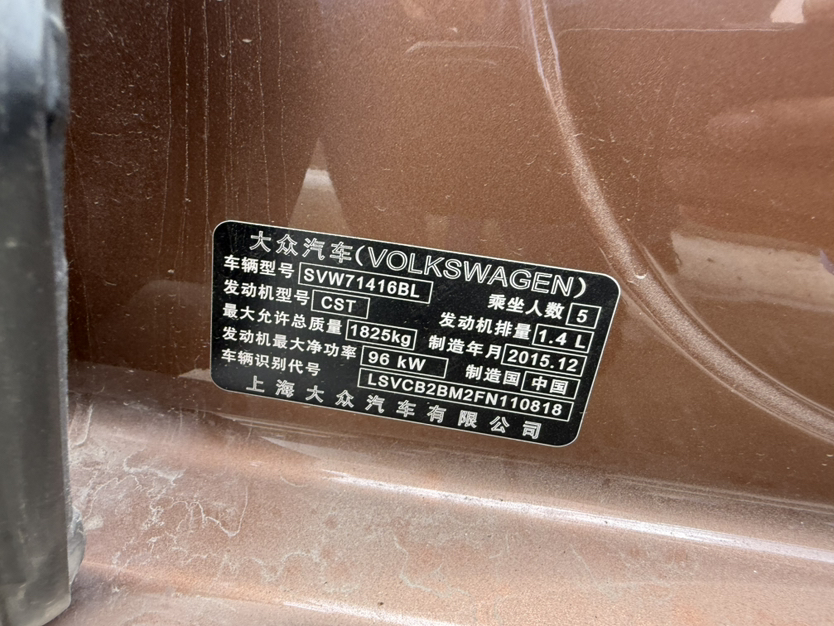 大众汽车(VOLKSWAGEN)
车辆型号 SVW71416BL 乘坐人数 5
发动机型号 CST 发动机排量 1.4 L
最大允许总质量 1825kg 制造年月 2015.12
发动机最大净功率 96 kW 制造国 中国
车辆识别代号 LSVCB2BM2FN110818
上海大众汽车有限公司